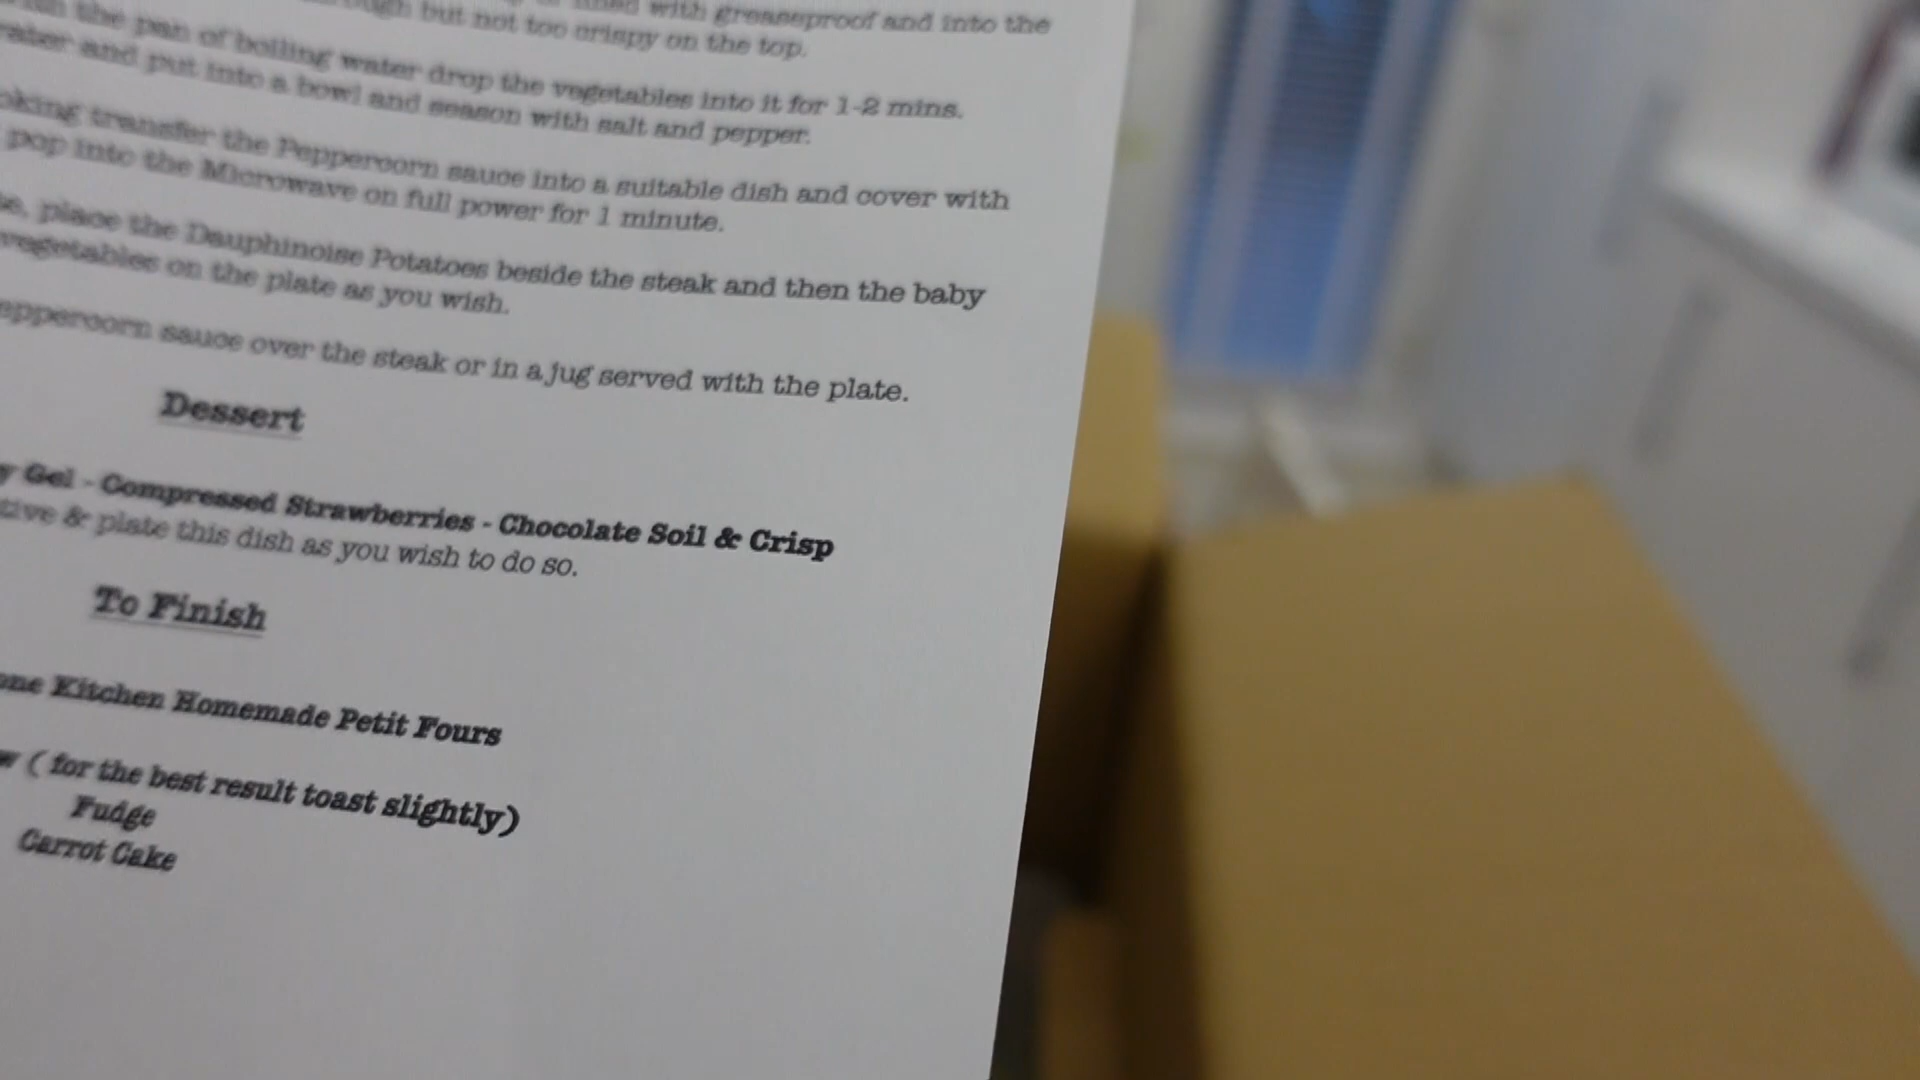 with greaseproof and into the
but not too crispy on the top.
the pan of boiling water drop the vegetables into it for 1-2 mins.
and put into a bowl and season with salt and pepper.
transfer the Peppercorn sauce into a suitable dish and cover with
pop into the Microwave on full power for 1 minute.
place the Dauphinoise Potatoes beside the steak and then the baby
vegetables on the plate as you wish.
sauce over the steak or in a jug served with the plate.
Dessert
Gel - Compressed Strawberries - Chocolate Soil & Crisp
& plate this dish as you wish to do so.
To Finish
Kitchen Homemade Petit Fours
( for the best result toast slightly)
Fudge
Carrot Cake